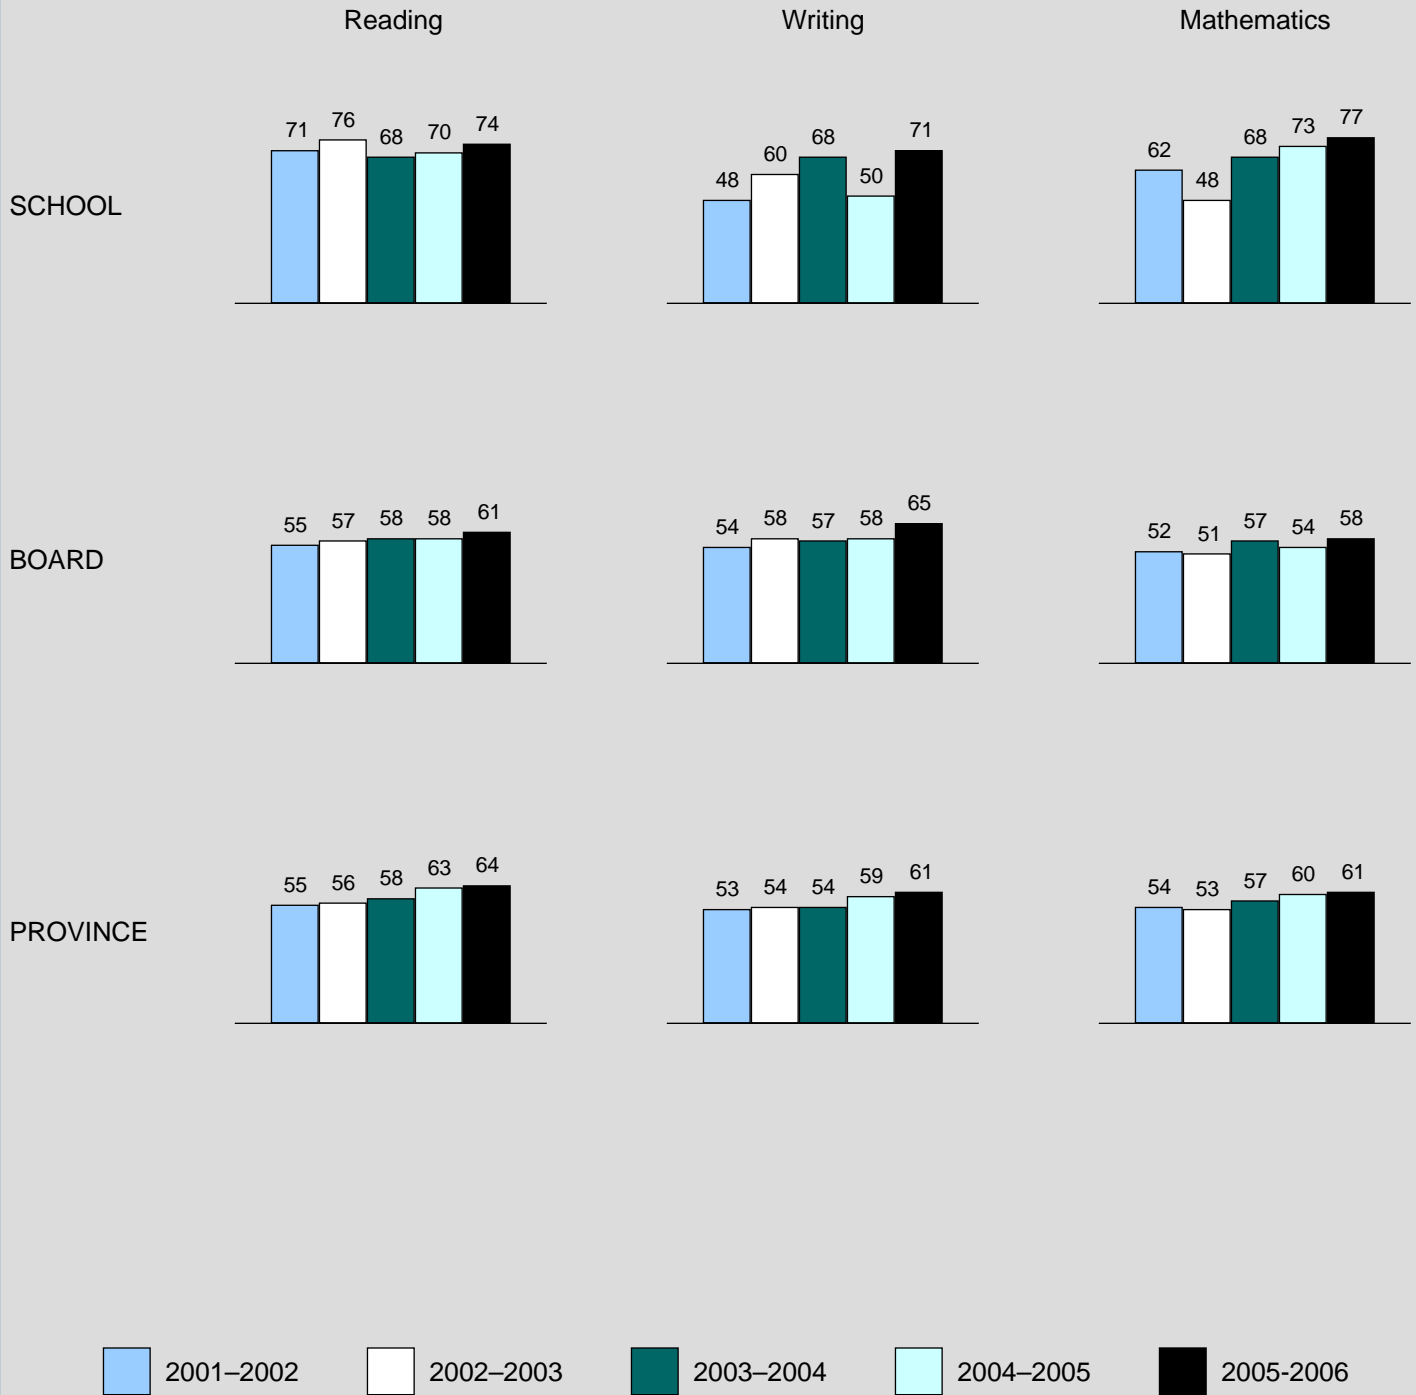 Reading Writing Mathematics
71 76 68 70 74 48 60 68 50 71 62 48 68 73 77
SCHOOL
55 57 58 58 61 54 58 57 58 65 52 51 57 54 58
BOARD
55 56 58 63 64 53 54 54 59 61 54 53 57 60 61
PROVINCE
2001–2002 2002–2003 2003–2004 2004–2005 2005-2006